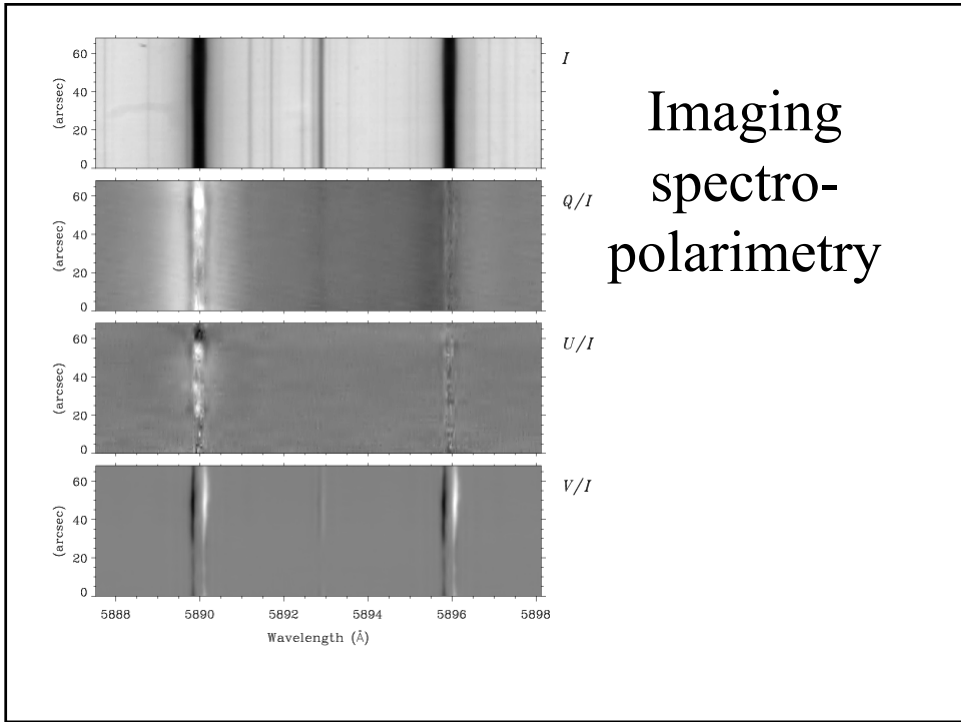 Imaging
spectro-
polarimetry
I
60
40
20
0
(arcsec)
Q/I
60
40
20
0
(arcsec)
U/I
60
40
20
0
(arcsec)
V/I
60
40
20
0
(arcsec)
5888 5890 5892 5894 5896 5898
Wavelength (Å)